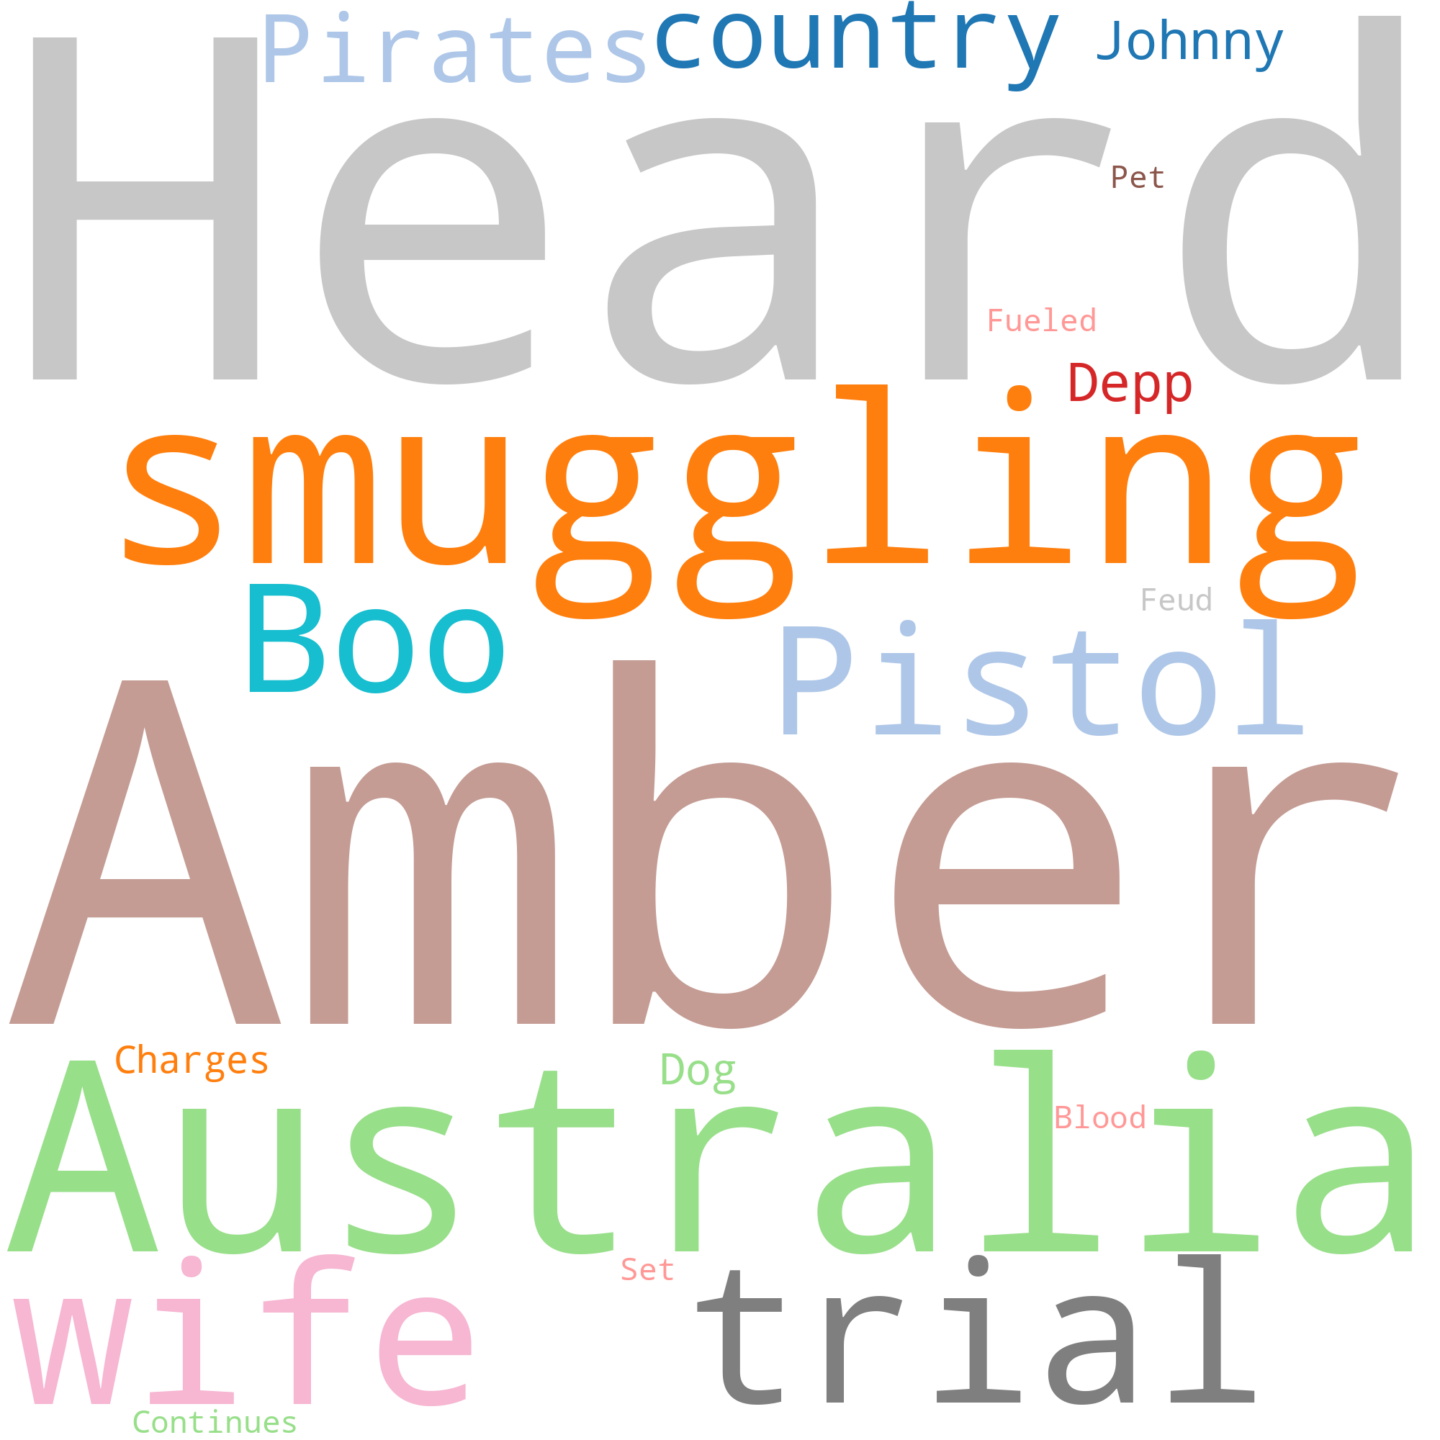 Pirates country Johnny
Heard
Pet
Fueled
Depp
smuggling
Boo
Feud
Pistol
Amber
Charges
Dog
Australia
Blood
wife
Set
trial
Continues